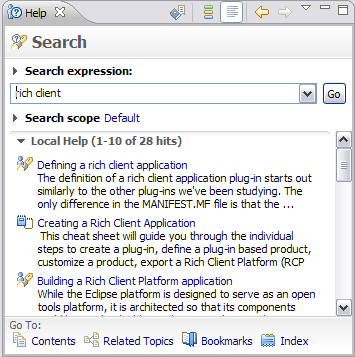 Help
Search
Search expression:
rich client
Go
Search scope Default
Local Help (1-10 of 28 hits)
Defining a rich client application
The definition of a rich client application plug-in starts out
similarly to the other plug-ins we've been studying. The
only difference in the MANIFEST.MF file is that the ...
Creating a Rich Client Application
This cheat sheet will guide you through the individual
steps to create a plug-in, define a plug-in based product,
customize a product, export a Rich Client Platform (RCP
Building a Rich Client Platform application
While the Eclipse platform is designed to serve as an open
tools platform, it is architected so that its components
Go To:
Contents Related Topics Bookmarks Index